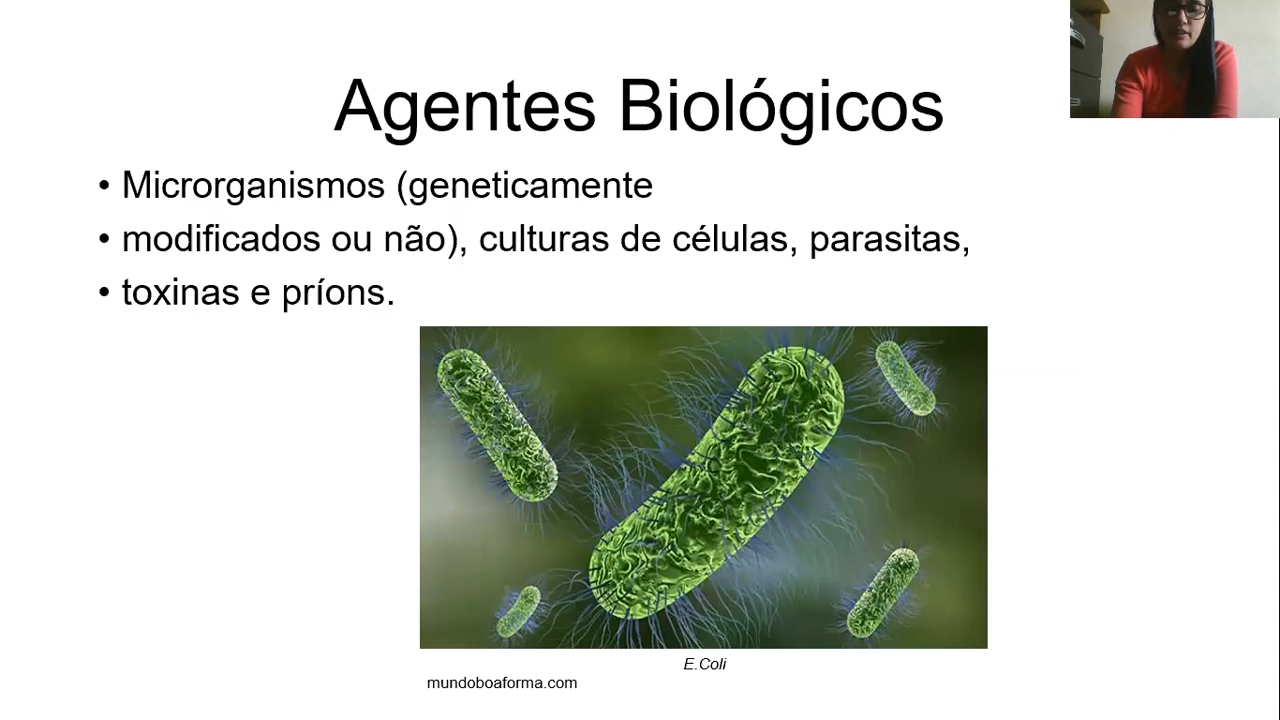 Agentes Biológicos
• Microrganismos (geneticamente
• modificados ou não), culturas de células, parasitas,
• toxinas e príons.
E.Coli
mundoboaforma.com